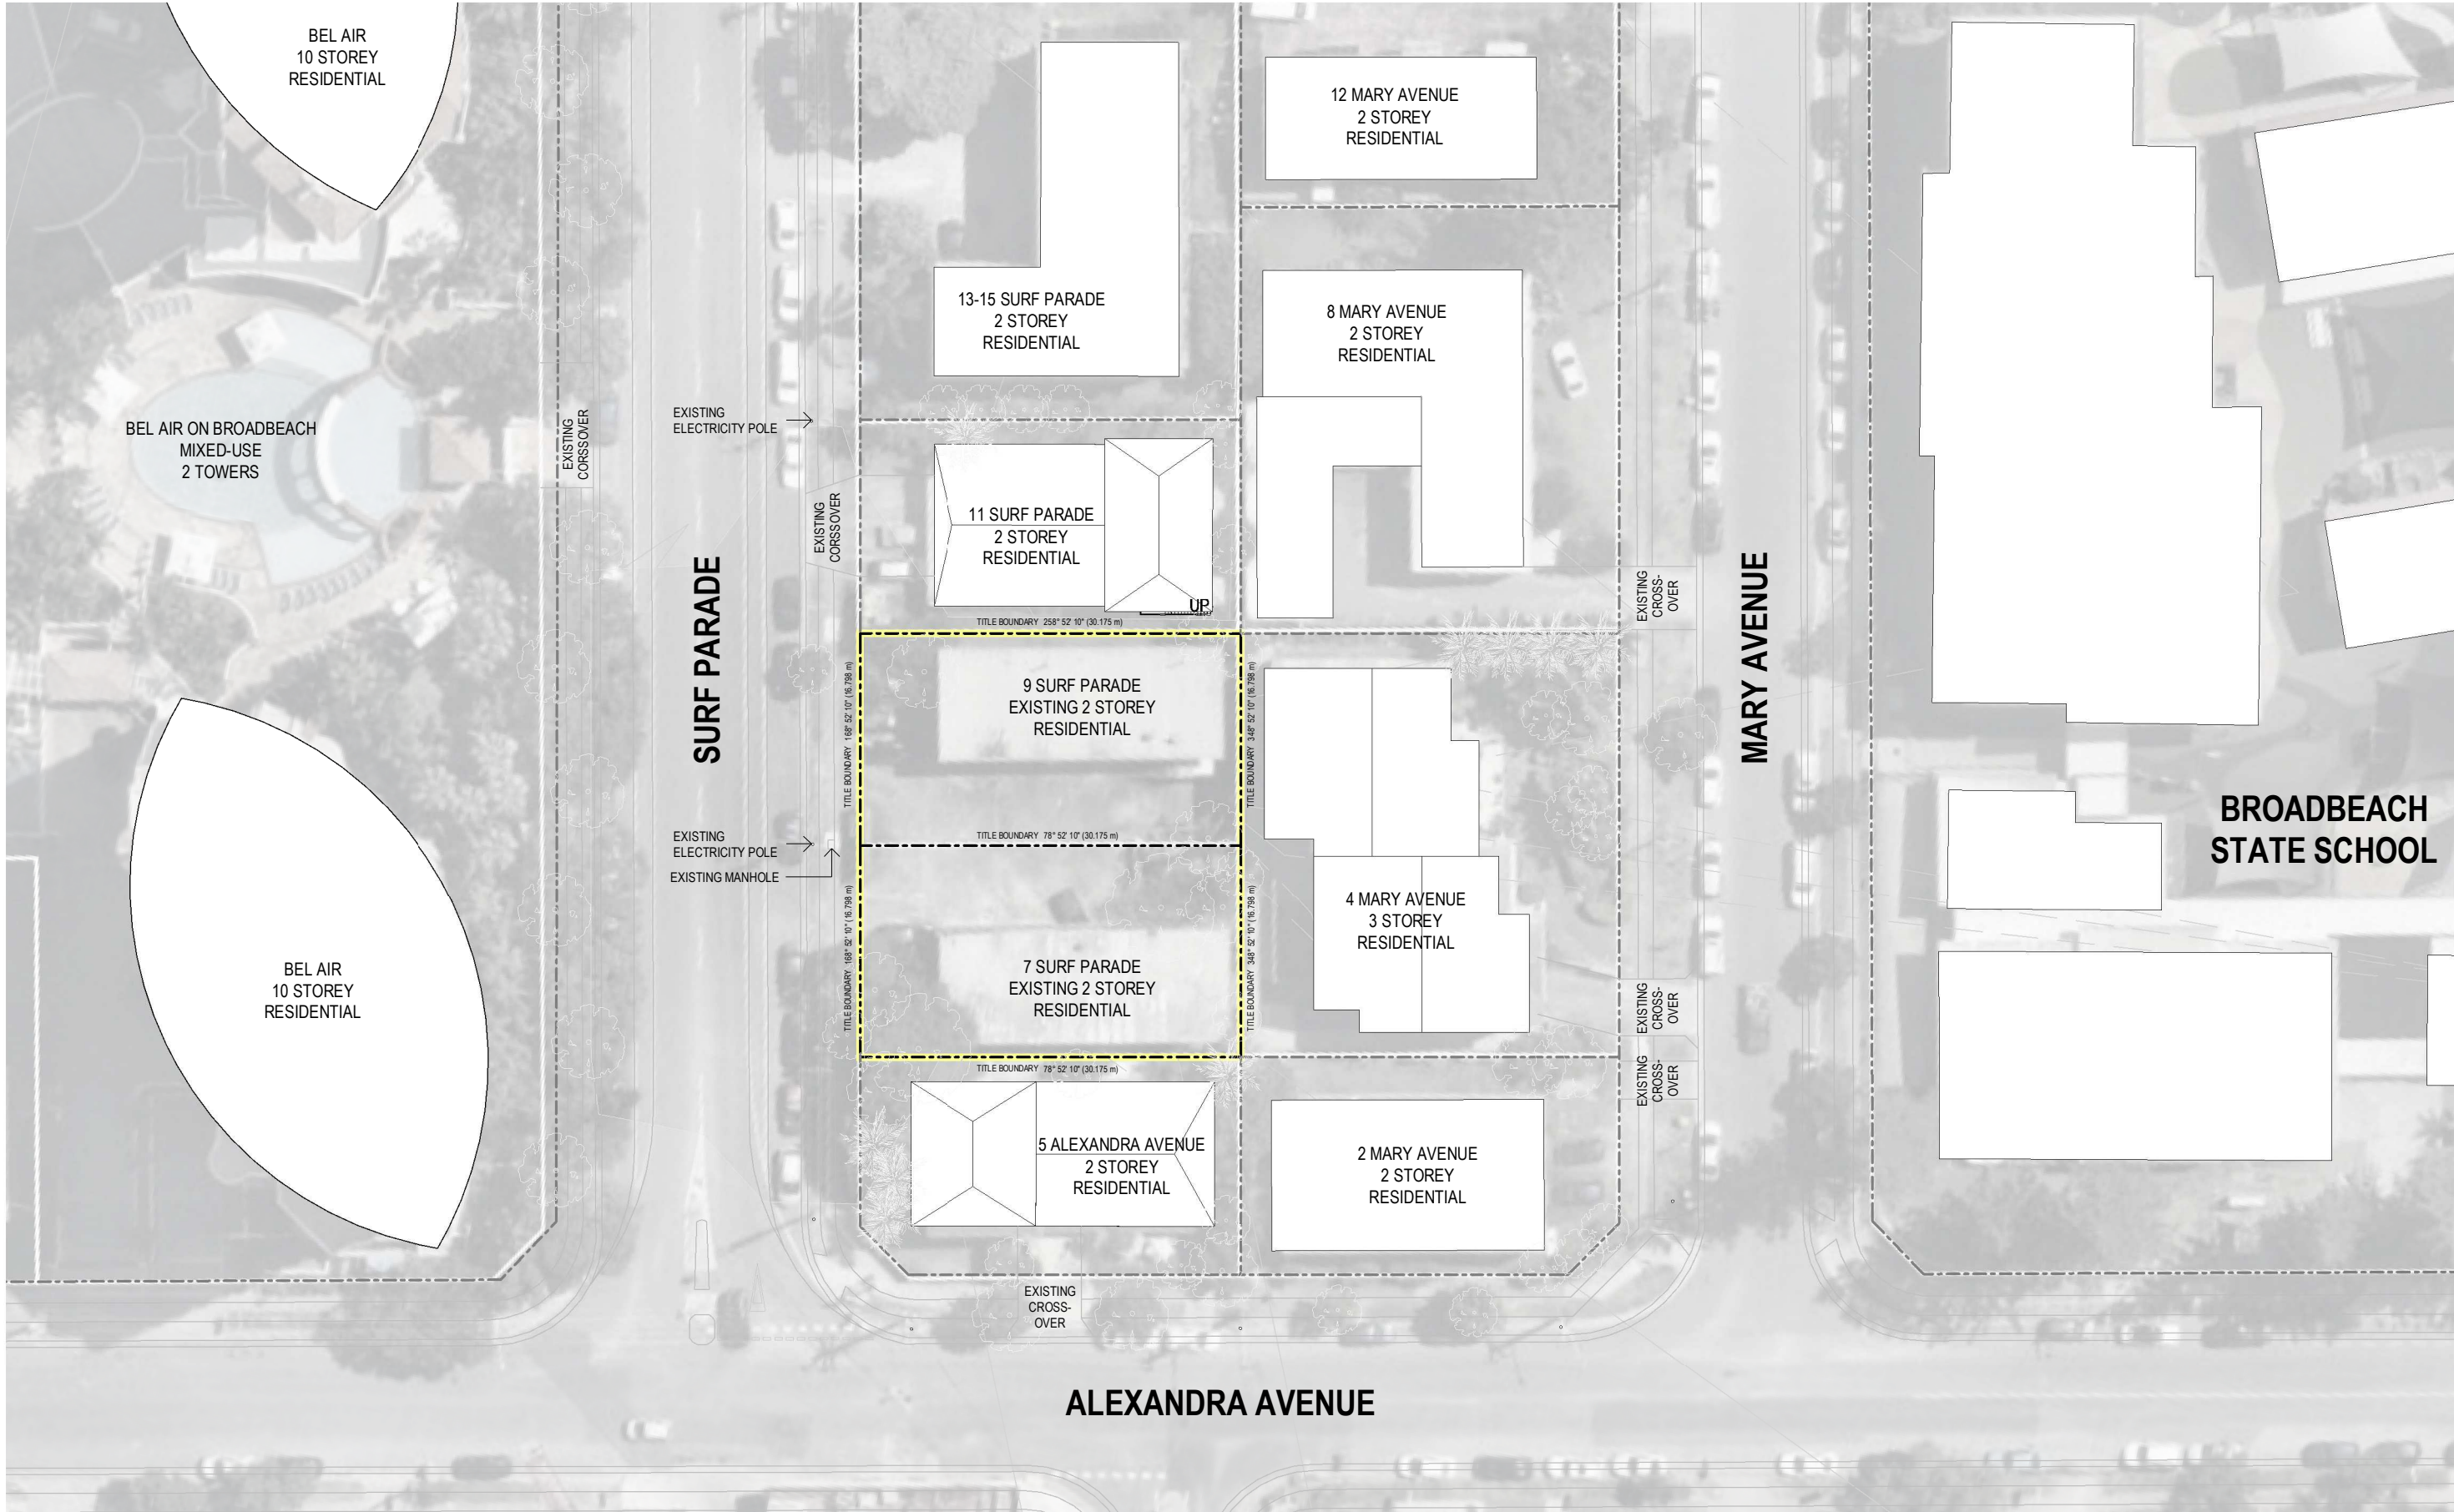 BEL AIR
10 STOREY
RESIDENTIAL
12 MARY AVENUE
2 STOREY
RESIDENTIAL
13-15 SURF PARADE
2 STOREY
RESIDENTIAL
8 MARY AVENUE
2 STOREY
RESIDENTIAL
BEL AIR ON BROADBEACH
MIXED-USE
2 TOWERS
EXISTING
CORSSOVER
EXISTING
ELECTRICITY POLE
EXISTING
CORSSOVER
11 SURF PARADE
2 STOREY
RESIDENTIAL
UP
EXISTING
CROSS-
OVER
SURF PARADE
MARY AVENUE
TITLE BOUNDARY 258° 52' 10" (30.175 m)
TITLE BOUNDARY 168° 52' 10" (16.798 m)
9 SURF PARADE
EXISTING 2 STOREY
RESIDENTIAL
TITLE BOUNDARY 348° 52' 10" (16.798 m)
EXISTING
ELECTRICITY POLE
EXISTING MANHOLE
TITLE BOUNDARY 78° 52' 10" (30.175 m)
BROADBEACH
STATE SCHOOL
TITLE BOUNDARY 168° 52' 10" (16.798 m)
7 SURF PARADE
EXISTING 2 STOREY
RESIDENTIAL
TITLE BOUNDARY 348° 52' 10" (16.798 m)
4 MARY AVENUE
3 STOREY
RESIDENTIAL
BEL AIR
10 STOREY
RESIDENTIAL
EXISTING
CROSS-
OVER
EXISTING
CROSS-
OVER
TITLE BOUNDARY 78° 52' 10" (30.175 m)
5 ALEXANDRA AVENUE
2 STOREY
RESIDENTIAL
2 MARY AVENUE
2 STOREY
RESIDENTIAL
EXISTING
CROSS-
OVER
ALEXANDRA AVENUE